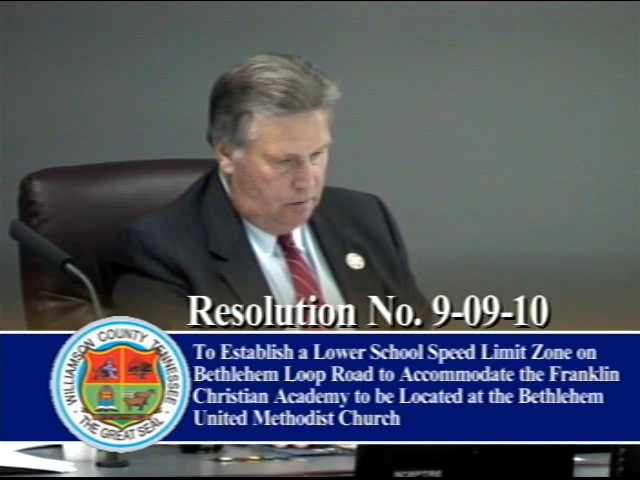 Resolution No. 9-09-10
To Establish a Lower School Speed Limit Zone on
Bethlehem Loop Road to Accommodate the Franklin
Christian Academy to be Located at the Bethlehem
United Methodist Church
WILLIAMSON COUNTY TENNESSEE
THE GREAT SEAL